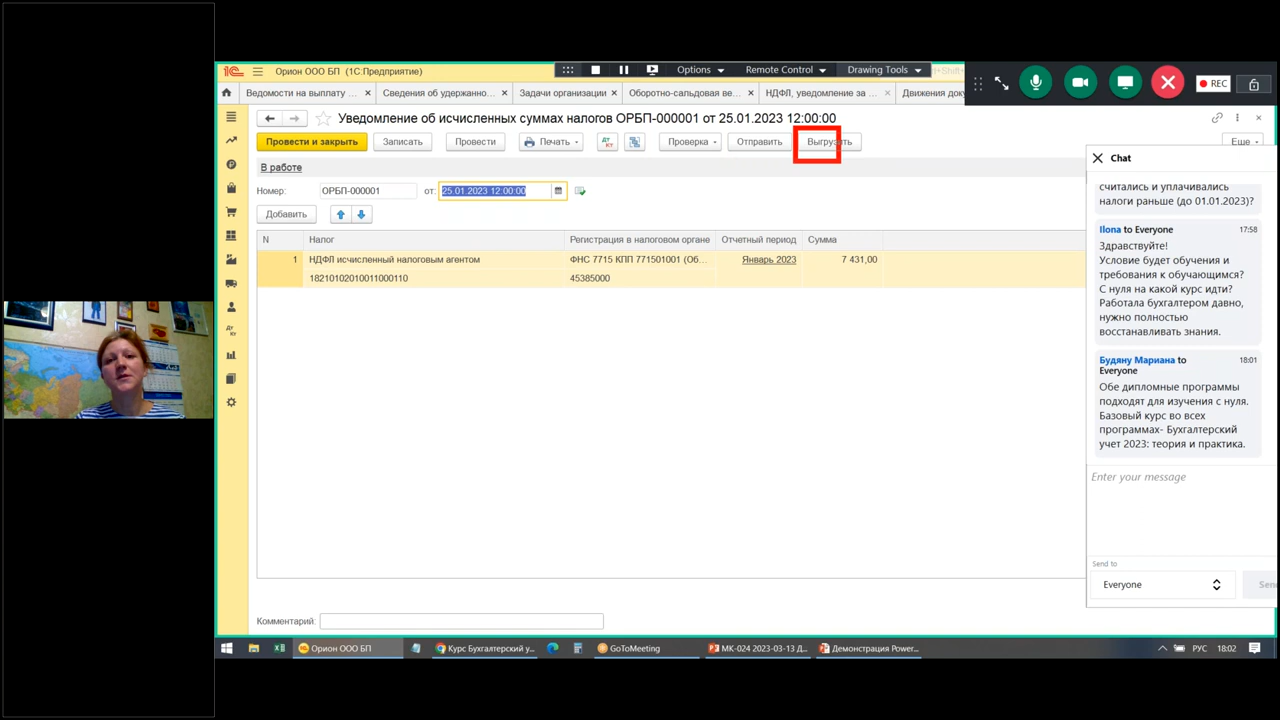 Орион ООО БП (1С:Предприятие)
Options
Remote Control
Drawing Tools
REC
Ведомости на выплату ...
Сведения об удержанно...
Задачи организации
Оборотно-сальдовая ве...
НДФЛ, уведомление за ...
Движения доку
Уведомление об исчисленных суммах налогов ОРБП-000001 от 25.01.2023 12:00:00
Провести и закрыть
Записать
Провести
Печать
Проверка
Отправить
Выгрузить
Еще
В работе
Номер:
ОРБП-000001
от:
25.01.2023 12:00:00
Добавить
N
Налог
Регистрация в налоговом органе
Отчетный период
Сумма
1
НДФЛ исчисленный налоговым агентом
ФНС 7715 КПП 771501001 (Об...
Январь 2023
7 431,00
18210102010011000110
45385000
Комментарий:
Chat
считались и уплачивались
налоги раньше (до 01.01.2023)?
Ilona to Everyone
17:58
Здравствуйте!
Условие будет обучения и
требования к обучающимся?
С нуля на какой курс идти?
Работала бухгалтером давно,
нужно полностью
восстанавливать знания.
Будяну Мариана to
Everyone
18:01
Обе дипломные программы
подходят для изучения с нуля.
Базовый курс во всех
программах- Бухгалтерский
учет 2023: теория и практика.
Enter your message
Send to
Everyone
Орион ООО БП
Курс Бухгалтерский у...
GoToMeeting
МК-024 2023-03-13 Д...
Демонстрация Power...
РУС
18:02